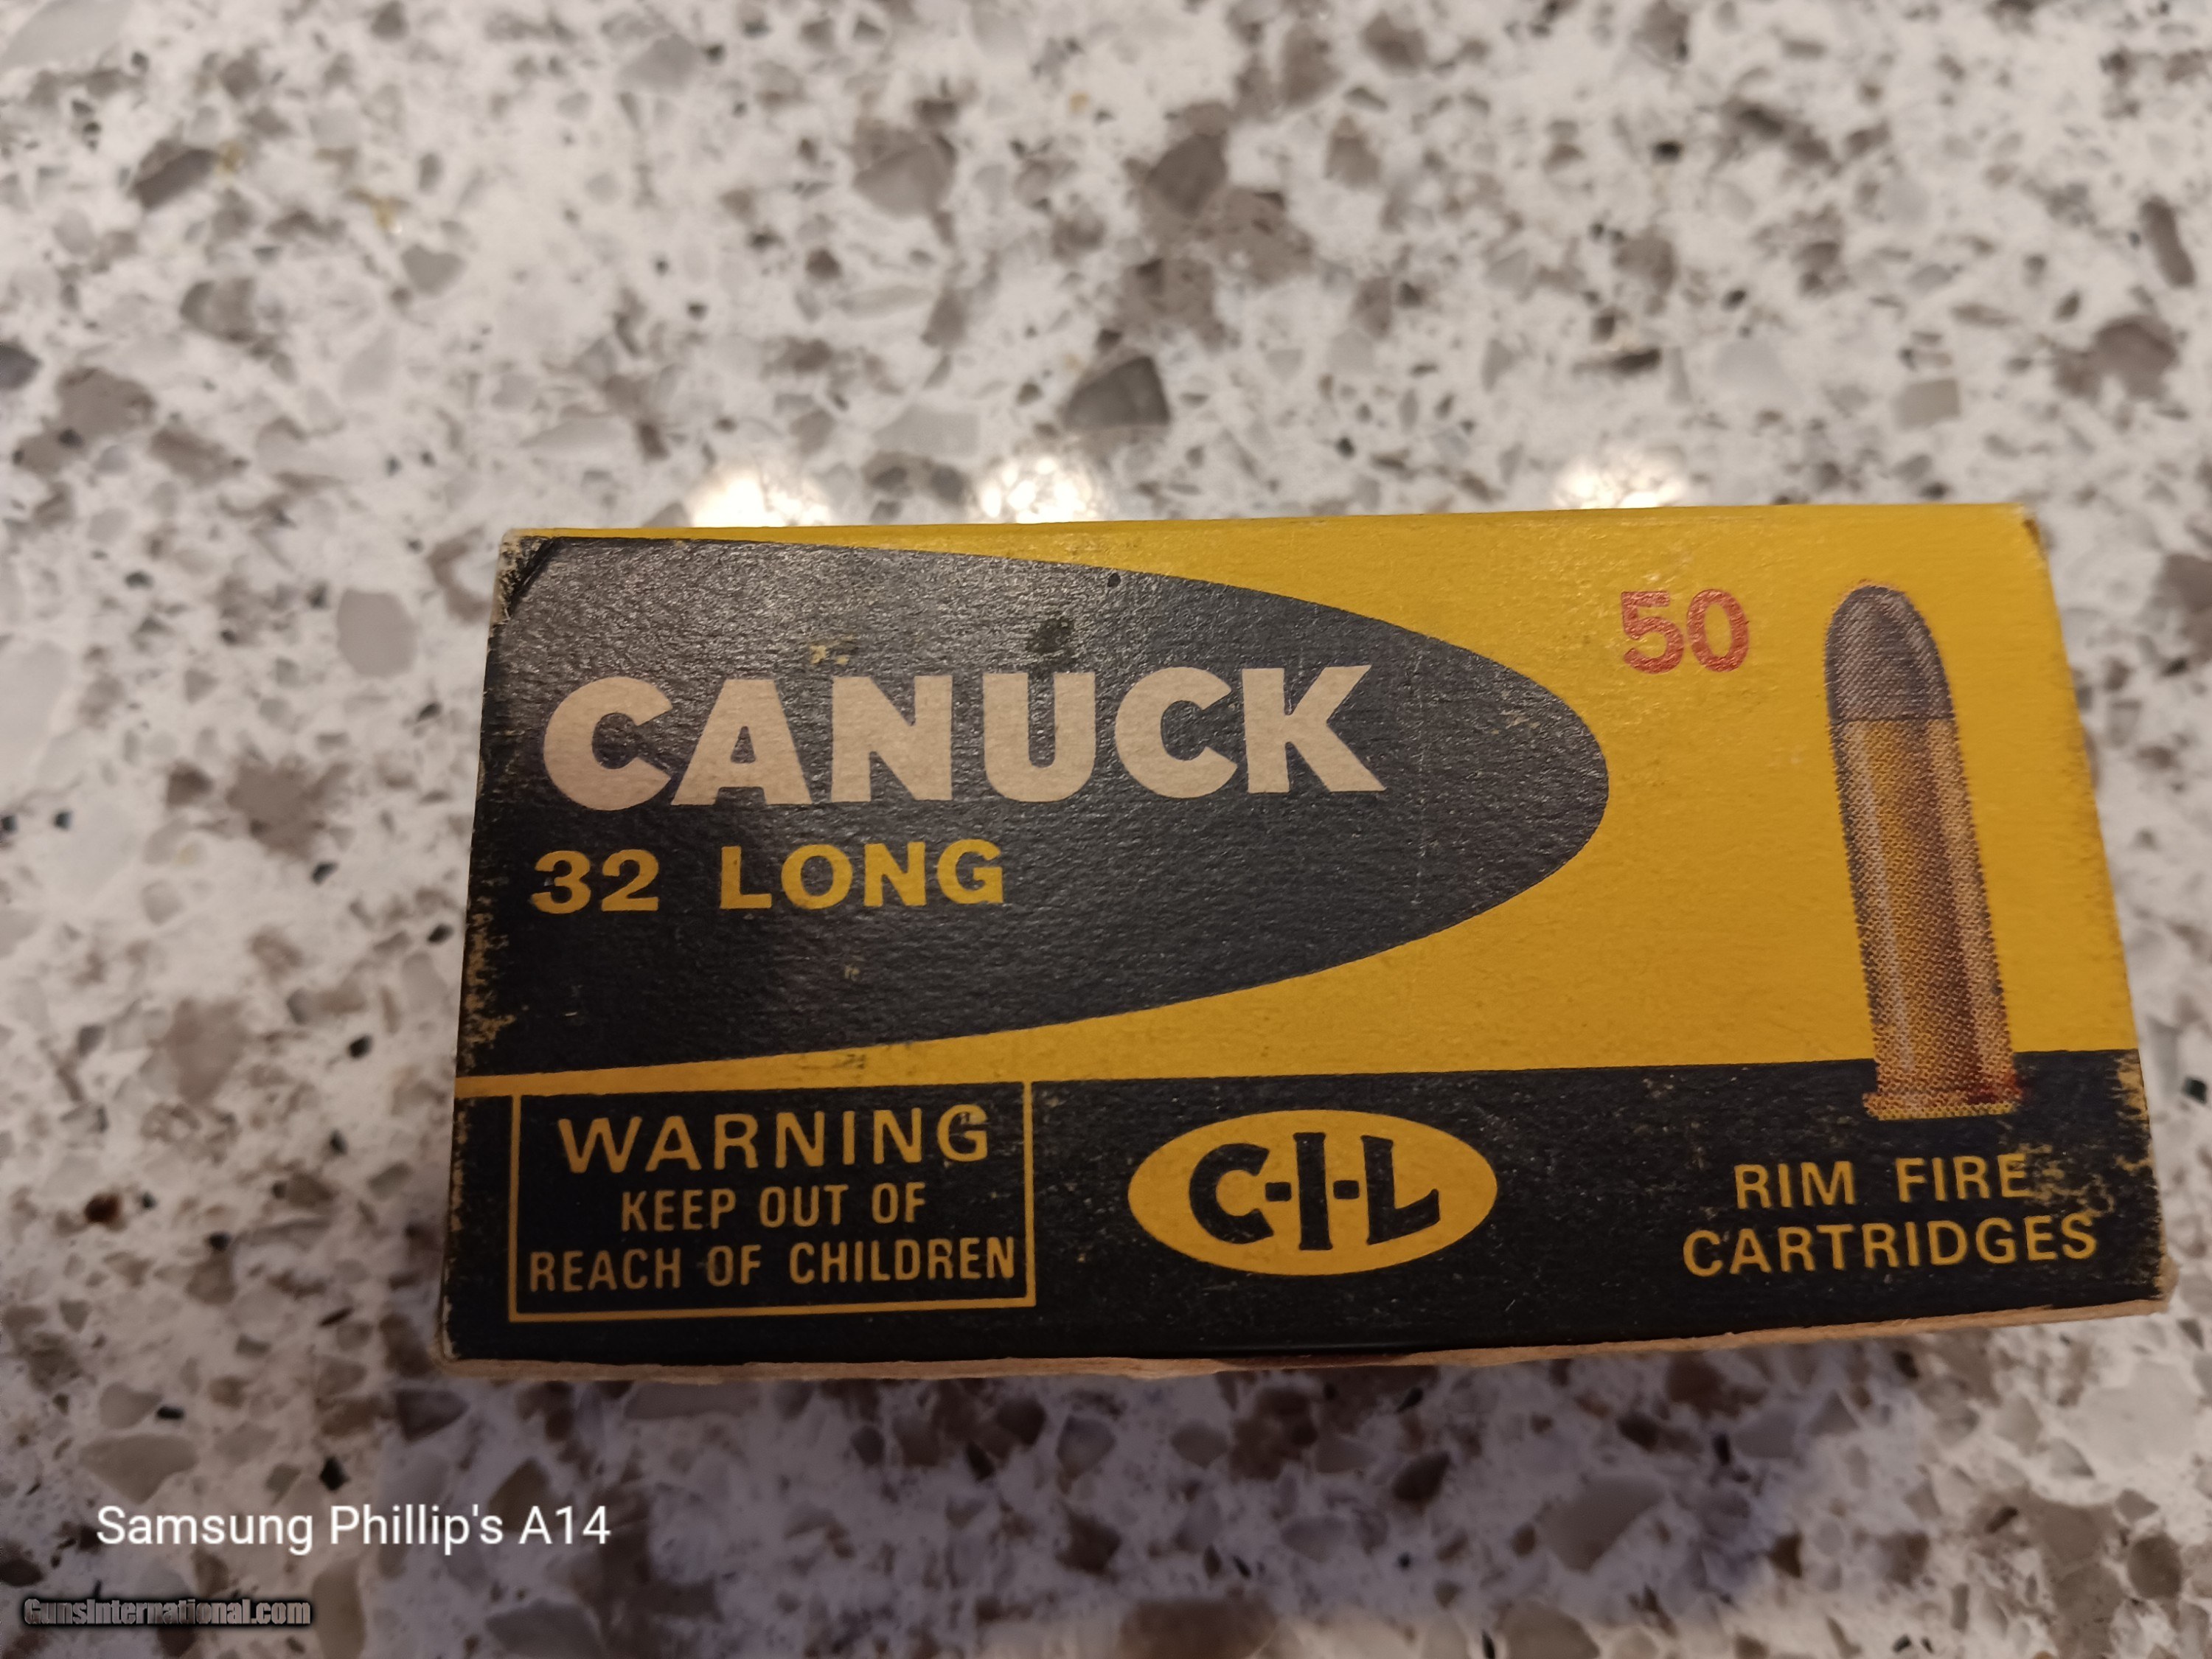 CANUCK
50
32 LONG
WARNING
KEEP OUT OF
REACH OF CHILDREN
C-I-L
RIM FIRE
CARTRIDGES
Samsung Phillip's A14
GunsInternational.com